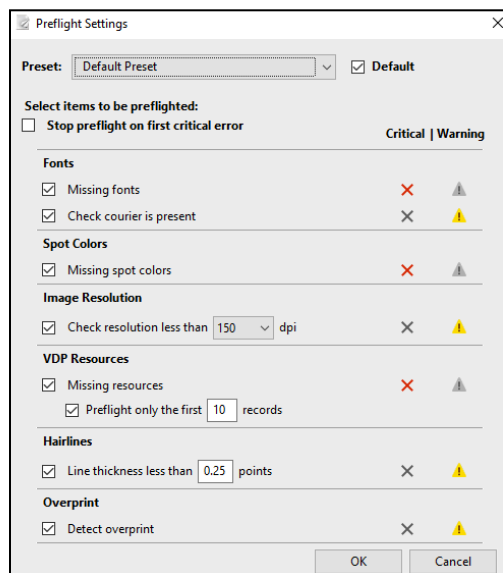 Preflight Settings
Preset: Default Preset Default
Select items to be preflighted:
Stop preflight on first critical error
Critical | Warning
Fonts
Missing fonts
Check courier is present
Spot Colors
Missing spot colors
Image Resolution
Check resolution less than 150 dpi
VDP Resources
Missing resources
Preflight only the first 10 records
Hairlines
Line thickness less than 0.25 points
Overprint
Detect overprint
OK Cancel